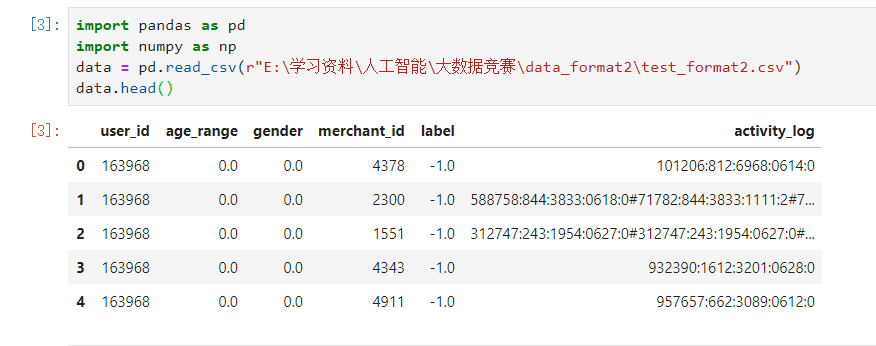 [3]: import pandas as pd
import numpy as np
data = pd.read_csv(r"E:\学习资料\人工智能\大数据竞赛\data_format2\test_format2.csv")
data.head()
[3]: user_id age_range gender merchant_id label activity_log
0 163968 0.0 0.0 4378 -1.0 101206:812:6968:0614:0
1 163968 0.0 0.0 2300 -1.0 588758:844:3833:0618:0#71782:844:3833:1111:2#7...
2 163968 0.0 0.0 1551 -1.0 312747:243:1954:0627:0#312747:243:1954:0627:0#...
3 163968 0.0 0.0 4343 -1.0 932390:1612:3201:0628:0
4 163968 0.0 0.0 4911 -1.0 957657:662:3089:0612:0